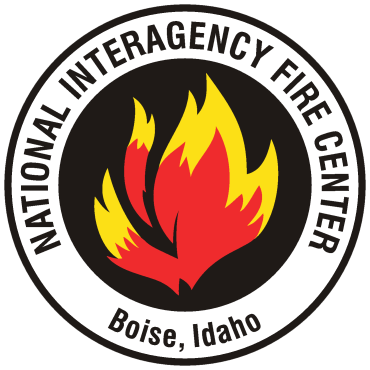 NATIONAL INTERAGENCY FIRE CENTER
Boise, Idaho